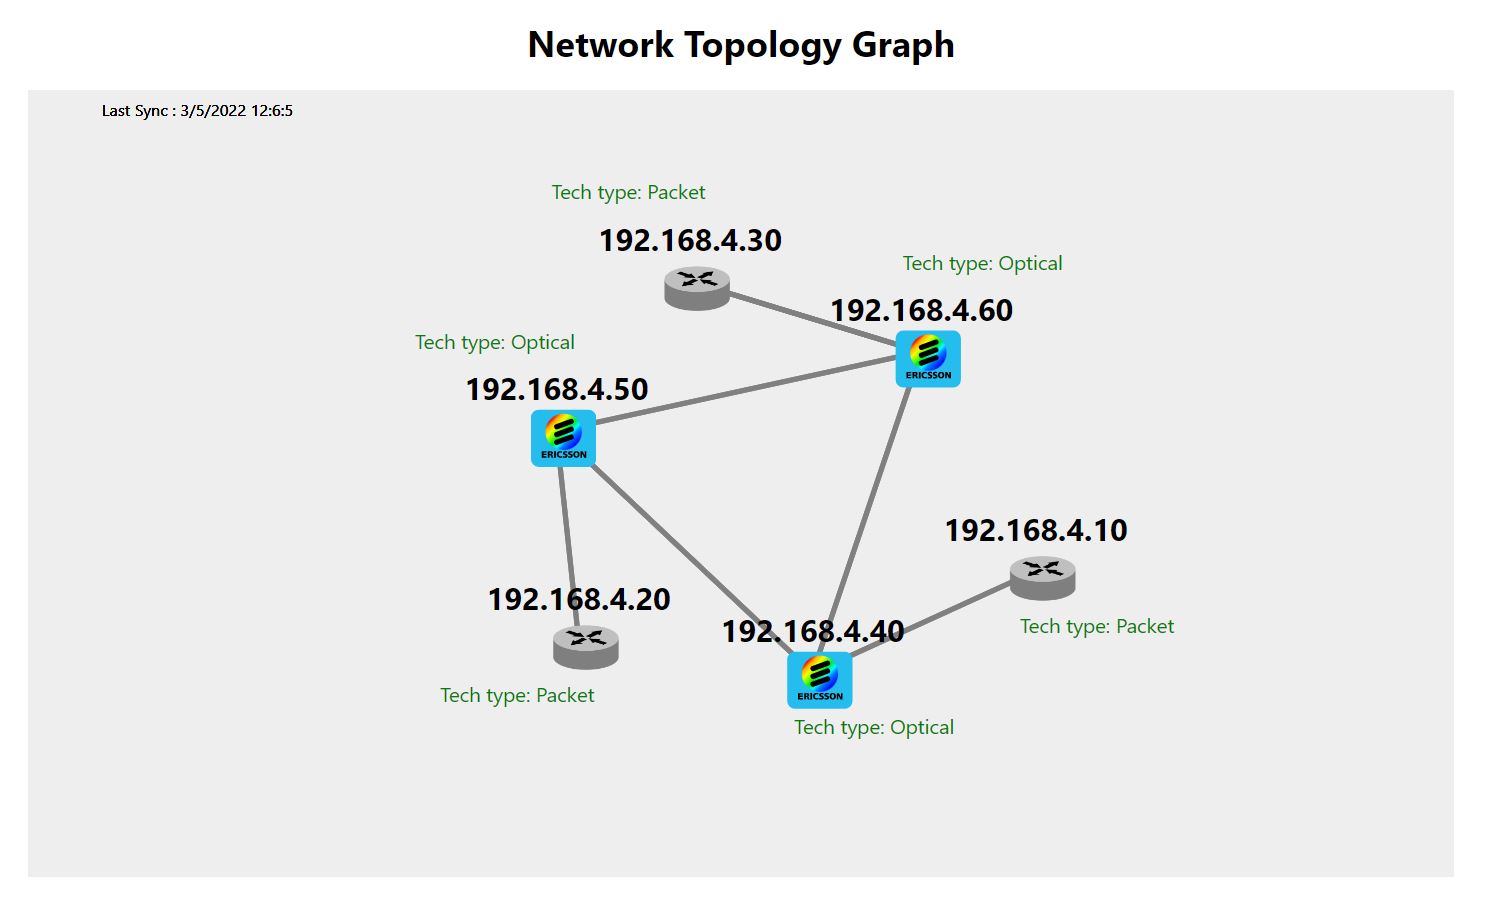 Network Topology Graph
Last Sync : 3/5/2022 12:6:5
Tech type: Packet
192.168.4.30
Tech type: Optical
192.168.4.60
ERICSSON
Tech type: Optical
192.168.4.50
ERICSSON
192.168.4.10
Tech type: Packet
192.168.4.20
Tech type: Packet
192.168.4.40
ERICSSON
Tech type: Optical